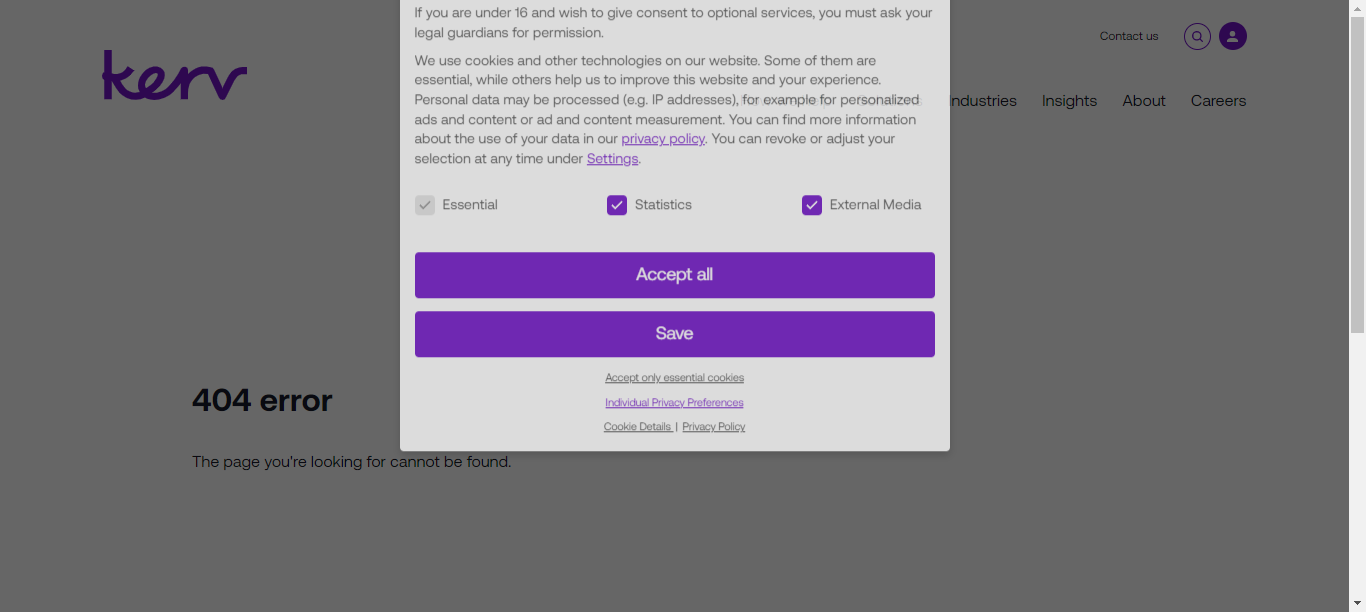 If you are under 16 and wish to give consent to optional services, you must ask your
legal guardians for permission.
Contact us
kerv
We use cookies and other technologies on our website. Some of them are
essential, while others help us to improve this website and your experience.
Personal data may be processed (e.g. IP addresses), for example for personalized
ads and content or ad and content measurement. You can find more information
about the use of your data in our privacy policy. You can revoke or adjust your
selection at any time under Settings.
Industries Insights About Careers
Essential Statistics External Media
Accept all
Save
Accept only essential cookies
Individual Privacy Preferences
Cookie Details | Privacy Policy
404 error
The page you're looking for cannot be found.